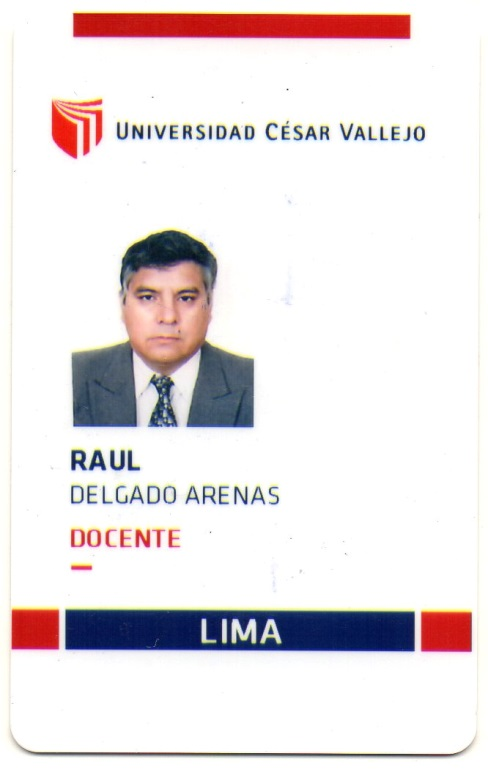 UNIVERSIDAD CÉSAR VALLEJO
RAUL
DELGADO ARENAS
DOCENTE
LIMA